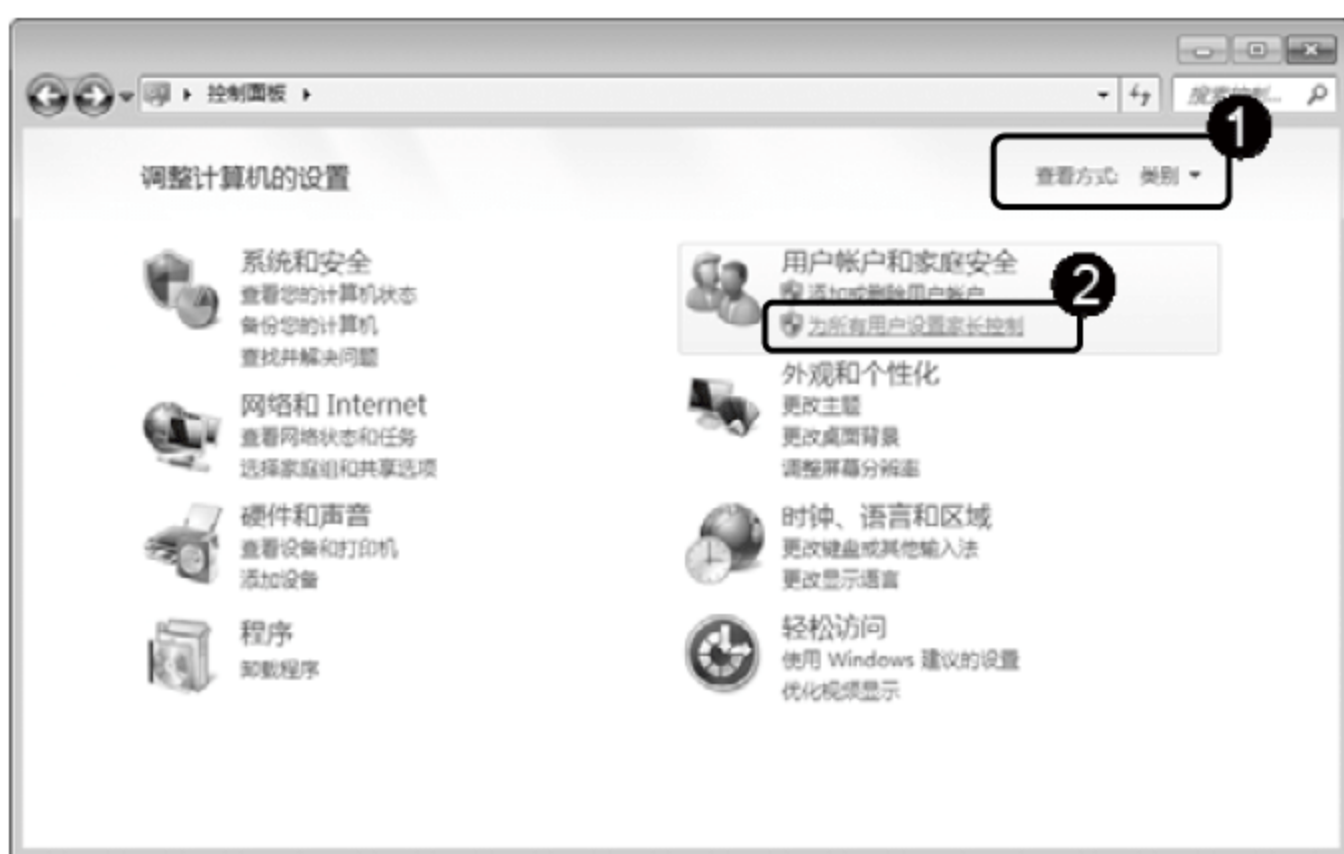 控制面板
搜索控制...
1
调整计算机的设置
查看方式: 类别
系统和安全
查看您的计算机状态
备份您的计算机
查找并解决问题
网络和 Internet
查看网络状态和任务
选择家庭组和共享选项
硬件和声音
查看设备和打印机
添加设备
程序
卸载程序
用户帐户和家庭安全
添加或删除用户帐户
2
为所有用户设置家长控制
外观和个性化
更改主题
更改桌面背景
调整屏幕分辨率
时钟、语言和区域
更改键盘或其他输入法
更改显示语言
轻松访问
使用 Windows 建议的设置
优化视频显示